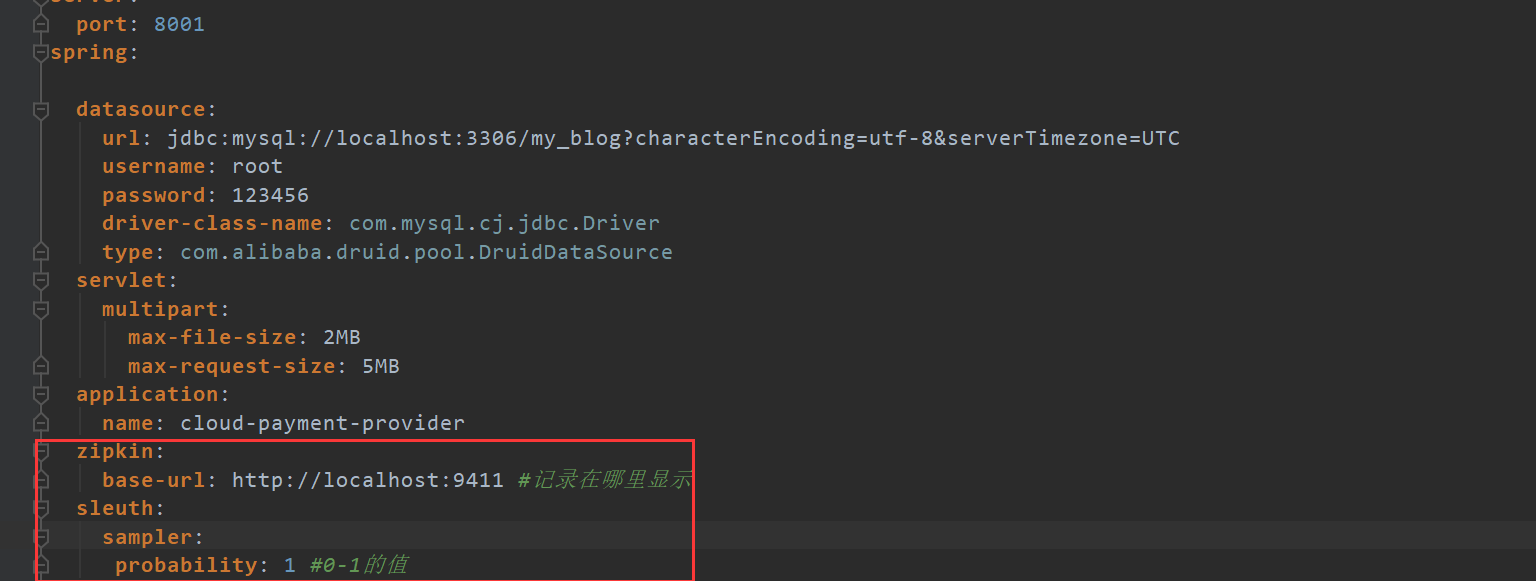 server:
port: 8001
spring:
datasource:
url: jdbc:mysql://localhost:3306/my_blog?characterEncoding=utf-8&serverTimezone=UTC
username: root
password: 123456
driver-class-name: com.mysql.cj.jdbc.Driver
type: com.alibaba.druid.pool.DruidDataSource
servlet:
multipart:
max-file-size: 2MB
max-request-size: 5MB
application:
name: cloud-payment-provider
zipkin:
base-url: http://localhost:9411 #记录在哪里显示
sleuth:
sampler:
probability: 1 #0-1的值